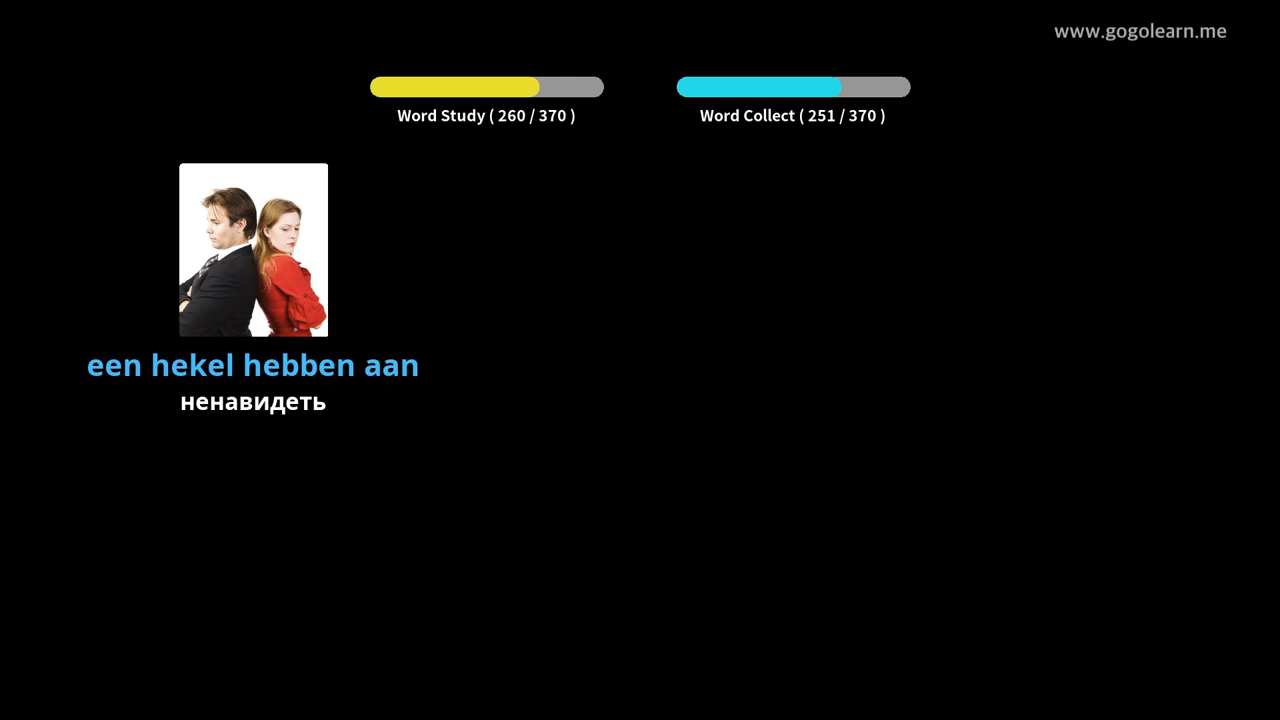 www.gogolearn.me
Word Study ( 260 / 370 )
Word Collect ( 251 / 370 )
een hekel hebben aan
ненавидеть